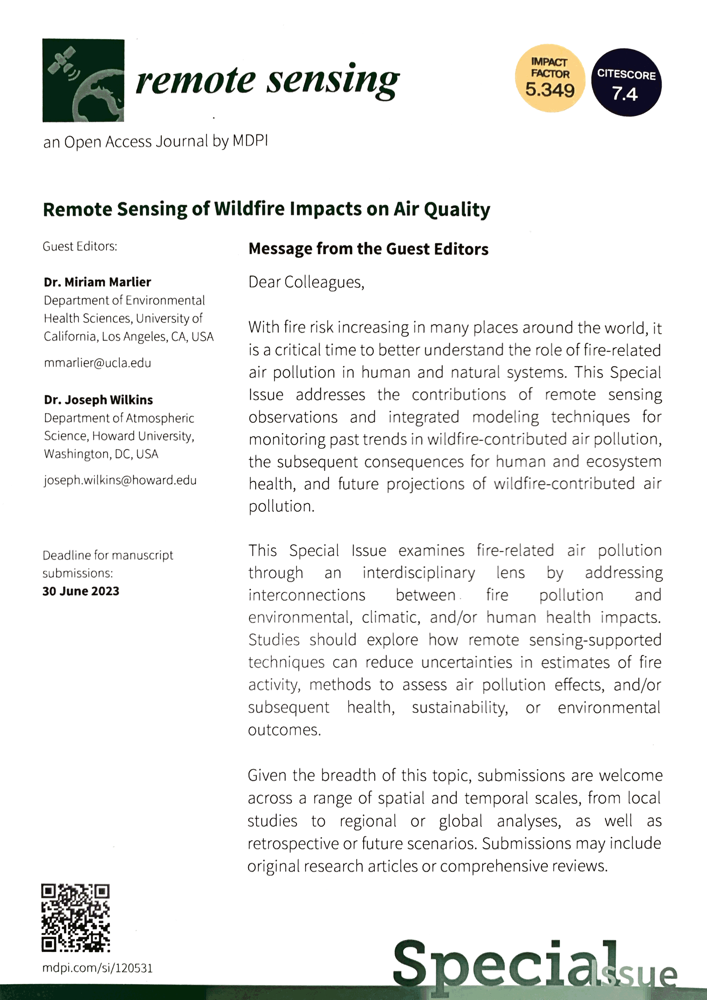 remote sensing
IMPACT
FACTOR
5.349
CITESCORE
7.4
an Open Access Journal by MDPI
Remote Sensing of Wildfire Impacts on Air Quality
Guest Editors:
Dr. Miriam Marlier
Department of Environmental
Health Sciences, University of
California, Los Angeles, CA, USA
mmarlier@ucla.edu
Dr. Joseph Wilkins
Department of Atmospheric
Science, Howard University,
Washington, DC, USA
joseph.wilkins@howard.edu
Deadline for manuscript
submissions:
30 June 2023
Message from the Guest Editors
Dear Colleagues,
With fire risk increasing in many places around the world, it
is a critical time to better understand the role of fire-related
air pollution in human and natural systems. This Special
Issue addresses the contributions of remote sensing
observations and integrated modeling techniques for
monitoring past trends in wildfire-contributed air pollution,
the subsequent consequences for human and ecosystem
health, and future projections of wildfire-contributed air
pollution.
This Special Issue examines fire-related air pollution
through an interdisciplinary lens by addressing
interconnections between fire pollution and
environmental, climatic, and/or human health impacts.
Studies should explore how remote sensing-supported
techniques can reduce uncertainties in estimates of fire
activity, methods to assess air pollution effects, and/or
subsequent health, sustainability, or environmental
outcomes.
Given the breadth of this topic, submissions are welcome
across a range of spatial and temporal scales, from local
studies to regional or global analyses, as well as
retrospective or future scenarios. Submissions may include
original research articles or comprehensive reviews.
mdpi.com/si/120531
Special Issue